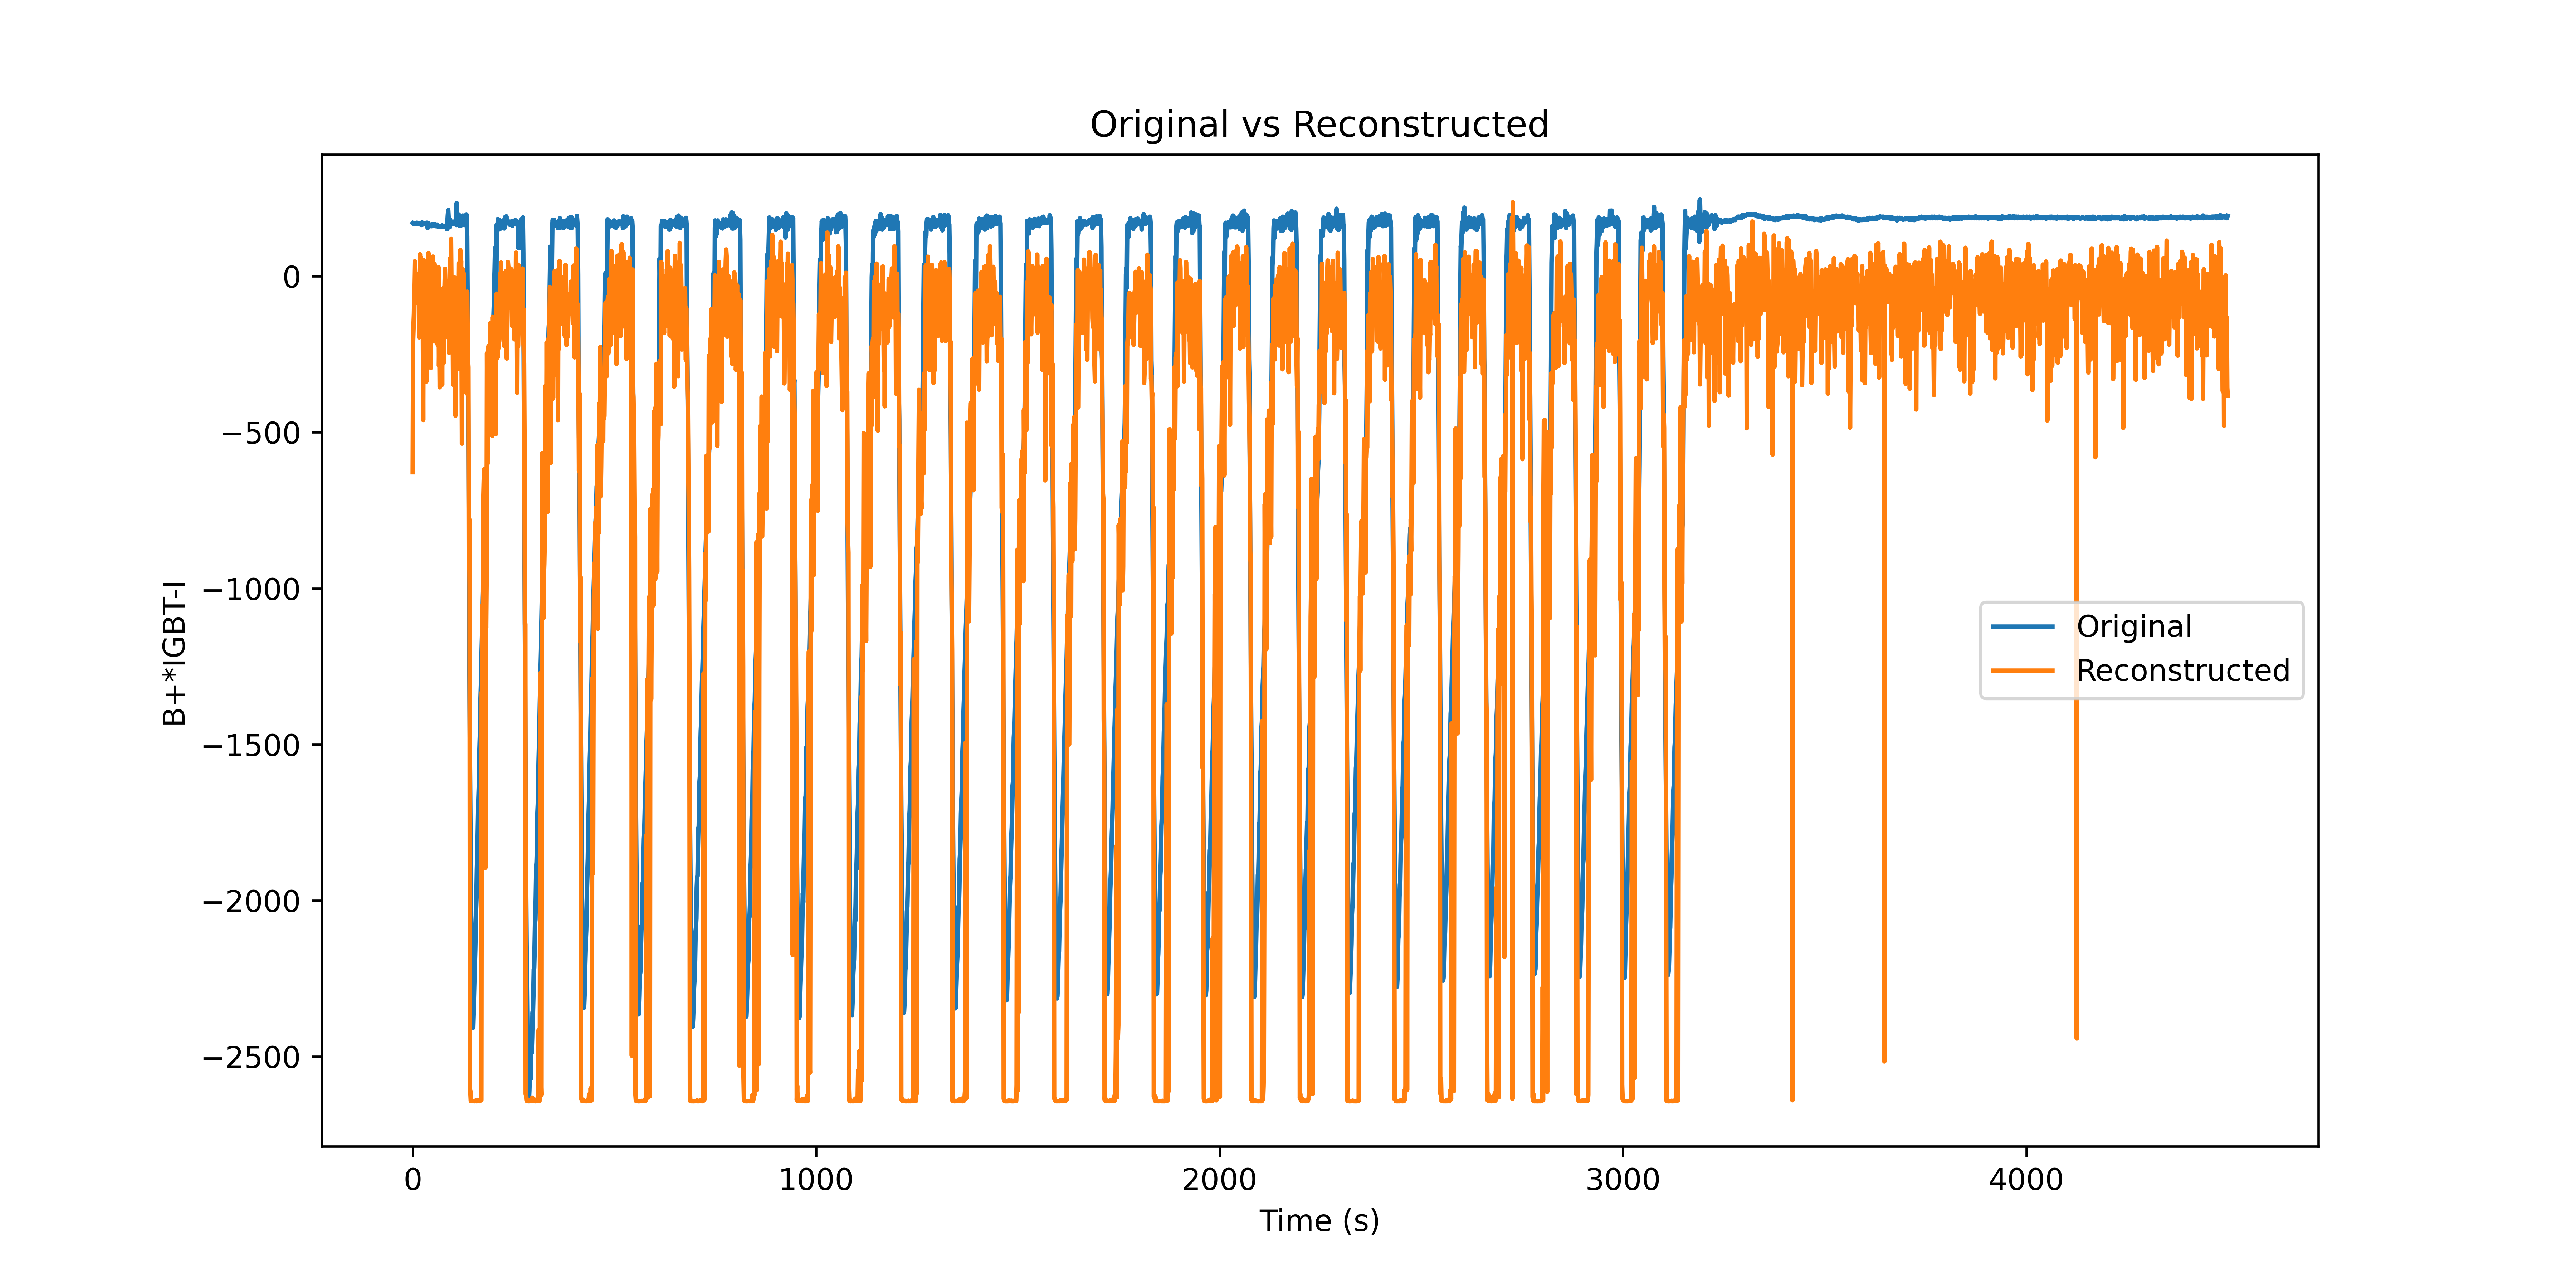 Original vs Reconstructed
B+*IGBT-I
0
−500
−1000
−1500
−2000
−2500
Original
Reconstructed
0
1000
2000
3000
4000
Time (s)